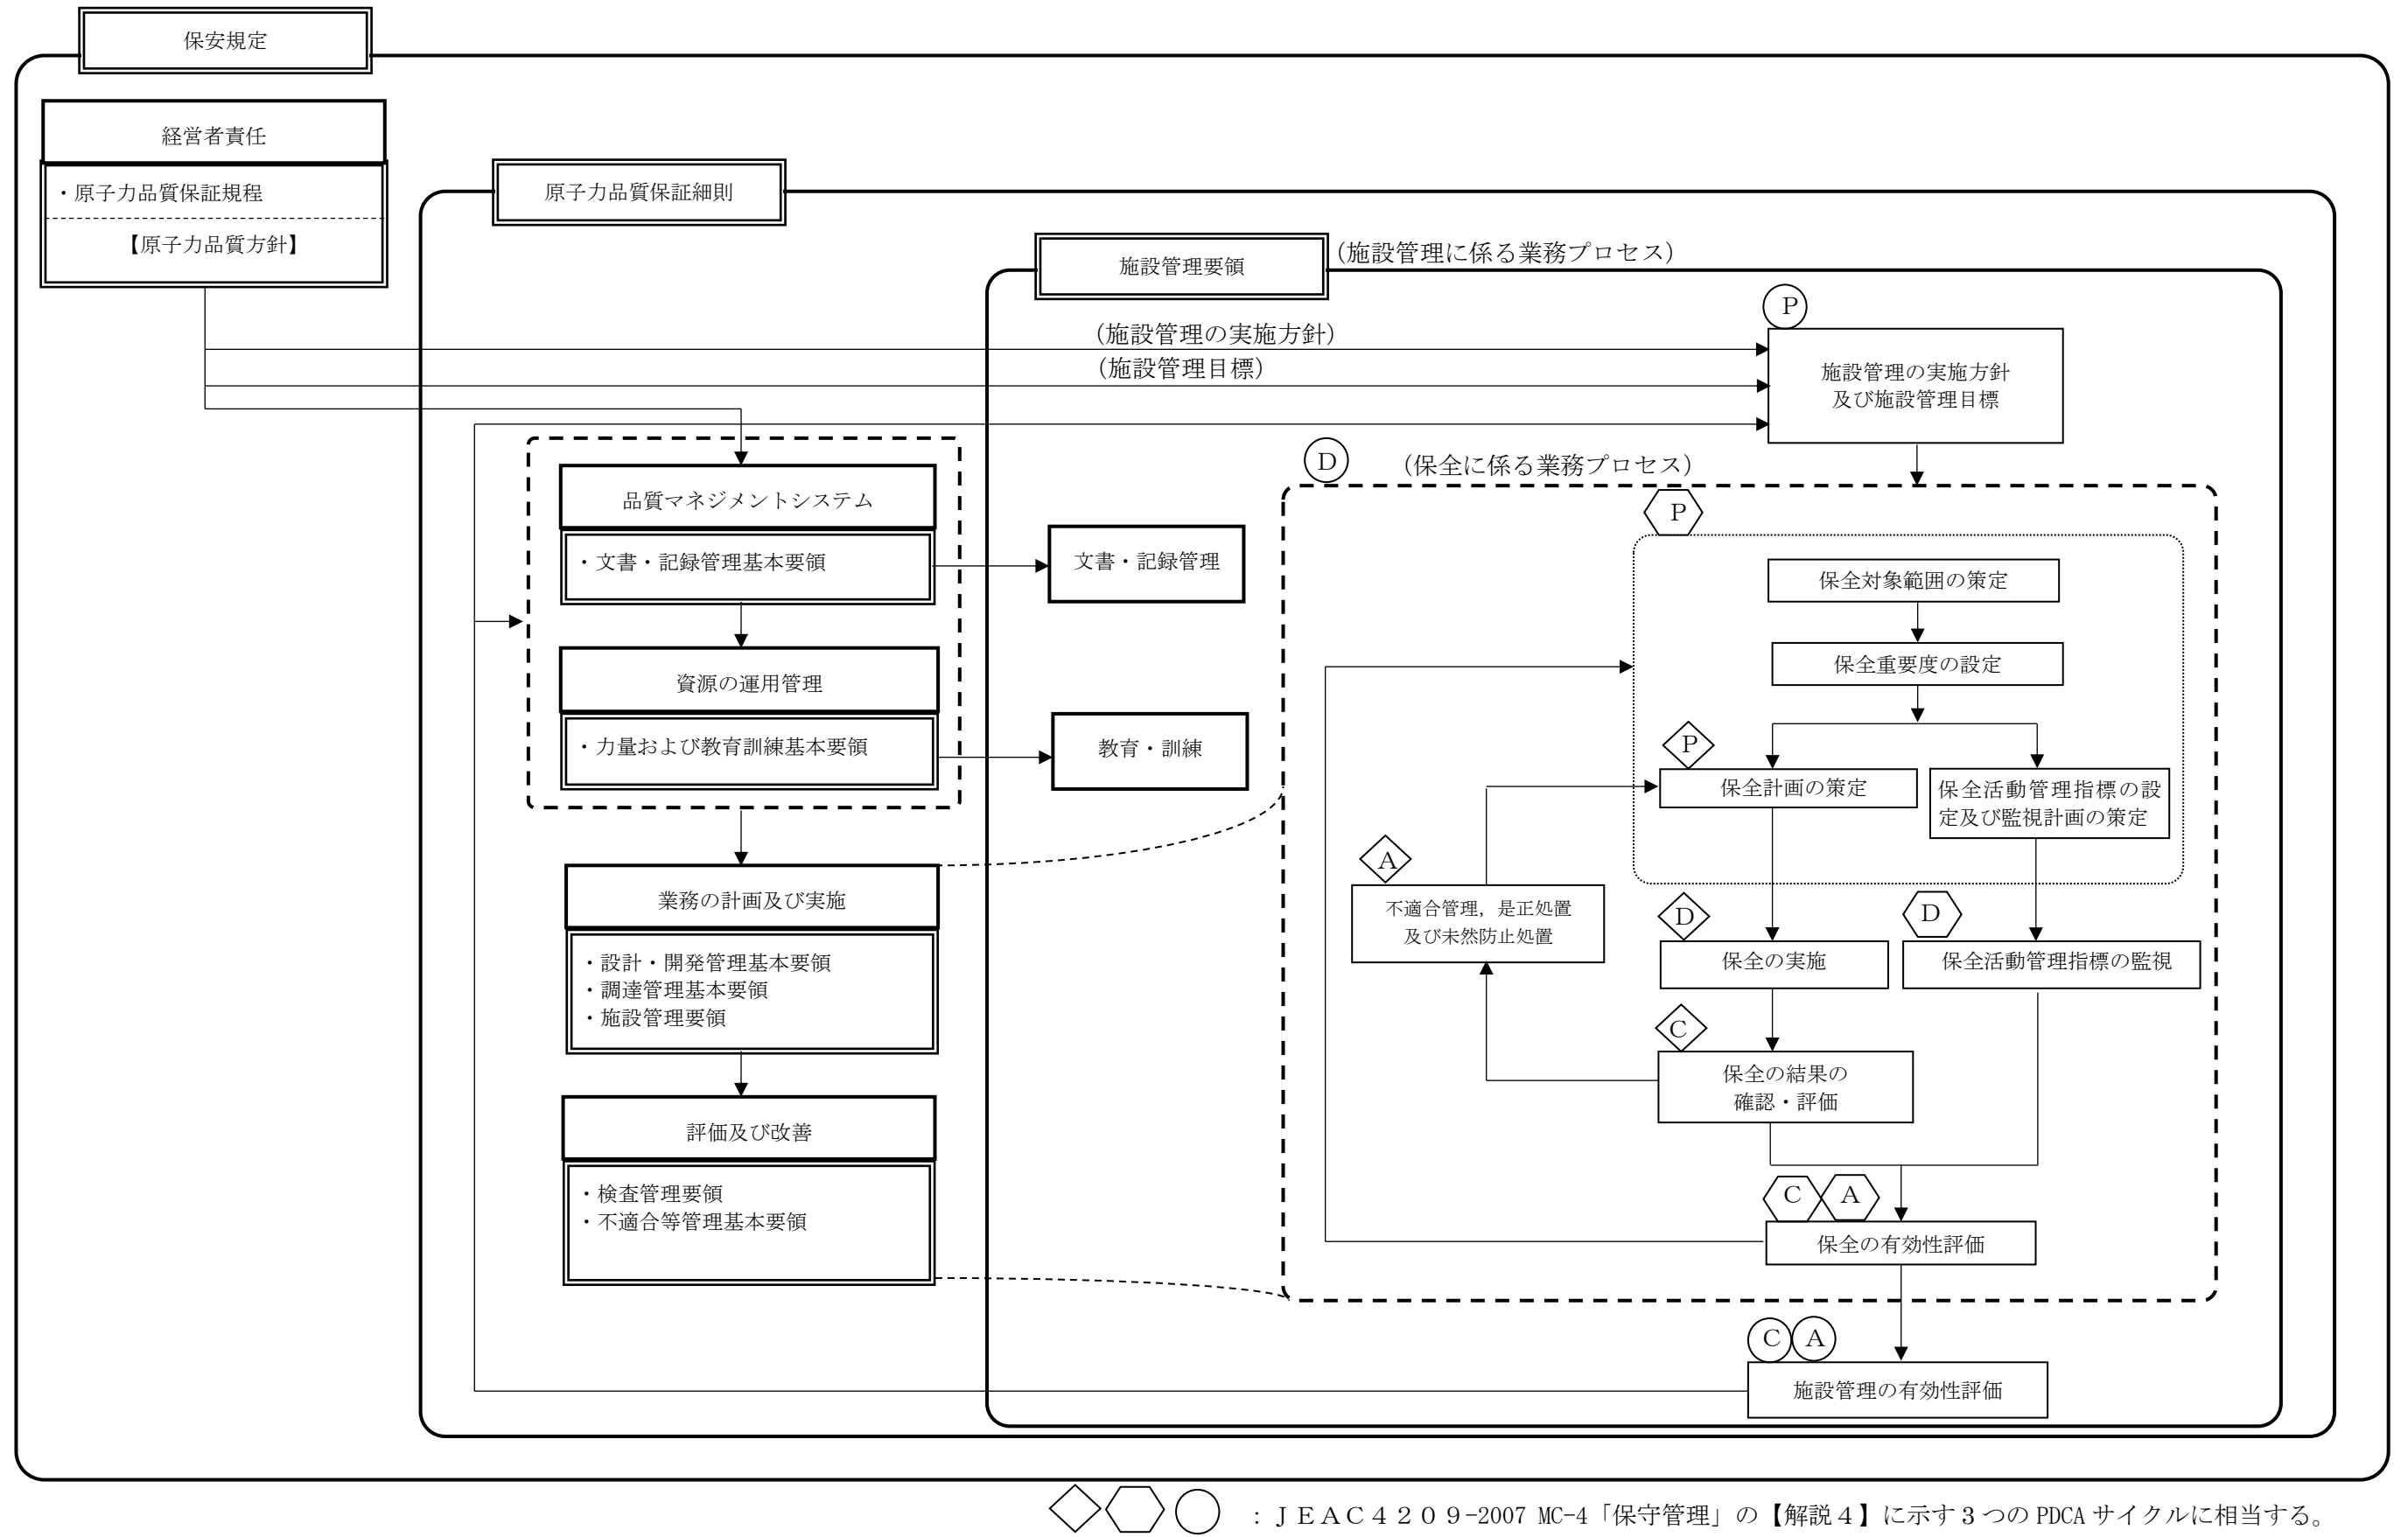 保安規定
経営者責任
・原子力品質保証規程
【原子力品質方針】
原子力品質保証細則
施設管理要領
（施設管理に係る業務プロセス）
（施設管理の実施方針）
（施設管理目標）
P
施設管理の実施方針
及び施設管理目標
品質マネジメントシステム
・文書・記録管理基本要領
文書・記録管理
資源の運用管理
・力量および教育訓練基本要領
教育・訓練
業務の計画及び実施
・設計・開発管理基本要領
・調達管理基本要領
・施設管理要領
評価及び改善
・検査管理要領
・不適合等管理基本要領
D
（保全に係る業務プロセス）
P
保全対象範囲の策定
保全重要度の設定
P
保全計画の策定
保全活動管理指標の設
定及び監視計画の策定
A
不適合管理，是正処置
及び未然防止処置
D
保全の実施
D
保全活動管理指標の監視
C
保全の結果の
確認・評価
C A
保全の有効性評価
C A
施設管理の有効性評価
：ＪＥＡＣ４２０９-2007 MC-4「保守管理」の【解説４】に示す３つの PDCA サイクルに相当する。